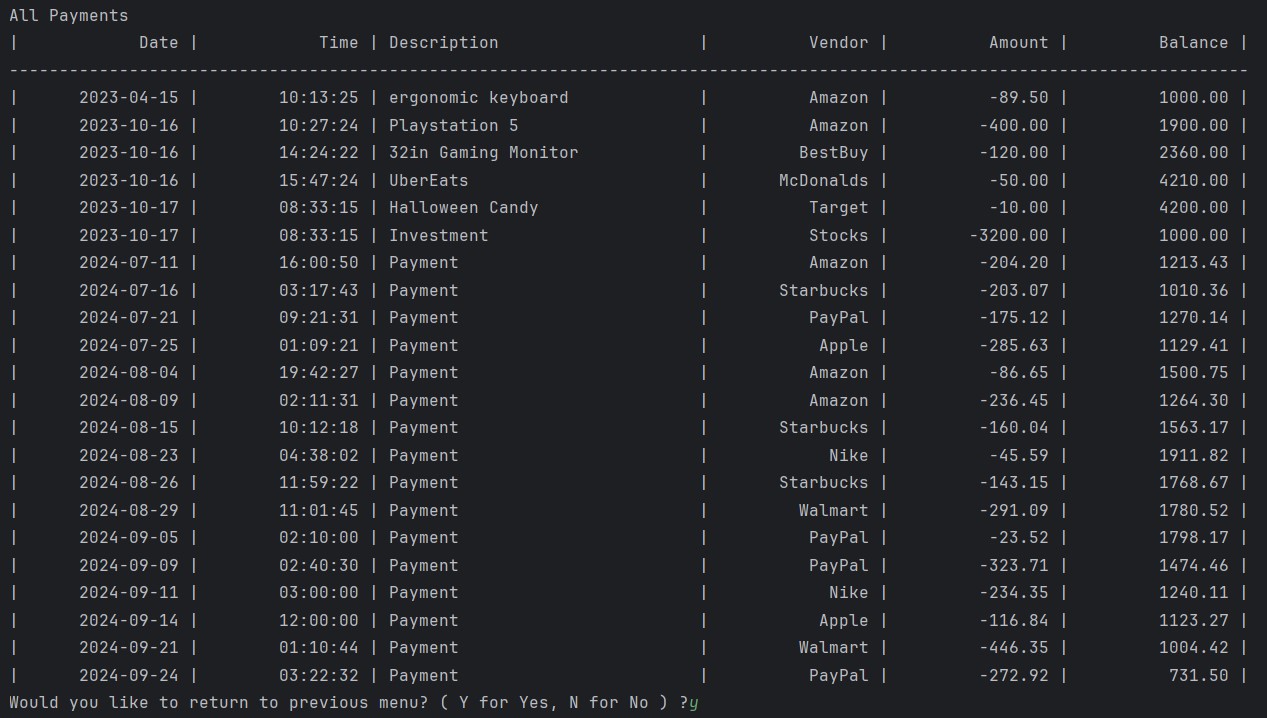 All Payments
|            Date |            Time | Description                    |          Vendor |          Amount |         Balance |
----------------------------------------------------------------------------------------------------------------------------
|      2023-04-15 |        10:13:25 | ergonomic keyboard             |          Amazon |          -89.50 |         1000.00 |
|      2023-10-16 |        10:27:24 | Playstation 5                  |          Amazon |         -400.00 |         1900.00 |
|      2023-10-16 |        14:24:22 | 32in Gaming Monitor            |         BestBuy |         -120.00 |         2360.00 |
|      2023-10-16 |        15:47:24 | UberEats                       |       McDonalds |          -50.00 |         4210.00 |
|      2023-10-17 |        08:33:15 | Halloween Candy                |          Target |          -10.00 |         4200.00 |
|      2023-10-17 |        08:33:15 | Investment                     |          Stocks |        -3200.00 |         1000.00 |
|      2024-07-11 |        16:00:50 | Payment                        |          Amazon |         -204.20 |         1213.43 |
|      2024-07-16 |        03:17:43 | Payment                        |       Starbucks |         -203.07 |         1010.36 |
|      2024-07-21 |        09:21:31 | Payment                        |          PayPal |         -175.12 |         1270.14 |
|      2024-07-25 |        01:09:21 | Payment                        |           Apple |         -285.63 |         1129.41 |
|      2024-08-04 |        19:42:27 | Payment                        |          Amazon |          -86.65 |         1500.75 |
|      2024-08-09 |        02:11:31 | Payment                        |          Amazon |         -236.45 |         1264.30 |
|      2024-08-15 |        10:12:18 | Payment                        |       Starbucks |         -160.04 |         1563.17 |
|      2024-08-23 |        04:38:02 | Payment                        |            Nike |          -45.59 |         1911.82 |
|      2024-08-26 |        11:59:22 | Payment                        |       Starbucks |         -143.15 |         1768.67 |
|      2024-08-29 |        11:01:45 | Payment                        |         Walmart |         -291.09 |         1780.52 |
|      2024-09-05 |        02:10:00 | Payment                        |          PayPal |          -23.52 |         1798.17 |
|      2024-09-09 |        02:40:30 | Payment                        |          PayPal |         -323.71 |         1474.46 |
|      2024-09-11 |        03:00:00 | Payment                        |            Nike |         -234.35 |         1240.11 |
|      2024-09-14 |        12:00:00 | Payment                        |           Apple |         -116.84 |         1123.27 |
|      2024-09-21 |        01:10:44 | Payment                        |         Walmart |         -446.35 |         1004.42 |
|      2024-09-24 |        03:22:32 | Payment                        |          PayPal |         -272.92 |          731.50 |
Would you like to return to previous menu? ( Y for Yes, N for No ) ?y